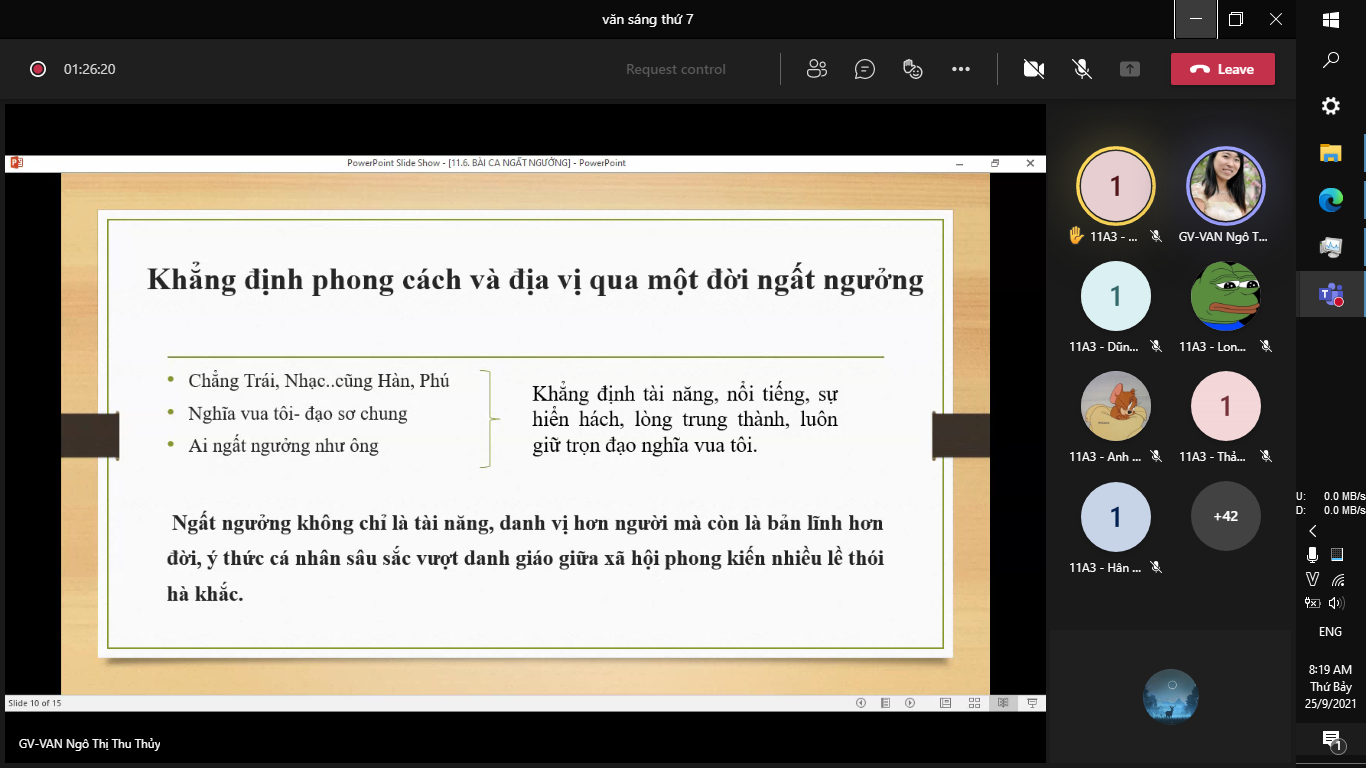 văn sáng thứ 7
01:26:20
Request control
Leave
PowerPoint Slide Show - [11.6. BÀI CA NGẤT NGƯỞNG] - PowerPoint
Khẳng định phong cách và địa vị qua một đời ngất ngưởng
• Chẳng Trái, Nhạc..cũng Hàn, Phú
• Nghĩa vua tôi- đạo sơ chung
• Ai ngất ngưởng như ông
Khẳng định tài năng, nổi tiếng, sự
hiển hách, lòng trung thành, luôn
giữ trọn đạo nghĩa vua tôi.
Ngất ngưởng không chỉ là tài năng, danh vị hơn người mà còn là bản lĩnh hơn
đời, ý thức cá nhân sâu sắc vượt danh giáo giữa xã hội phong kiến nhiều lề thói
hà khắc.
Slide 10 of 15
GV-VAN Ngô Thị Thu Thủy
1
11A3 - ...
GV-VAN Ngô T...
1
11A3 - Dũn...
11A3 - Lon...
11A3 - Anh ...
1
11A3 - Thả...
1
11A3 - Hân ...
+42
U: 0.0 MB/s
D: 0.0 MB/s
ENG
8:19 AM
Thứ Bảy
25/9/2021
1